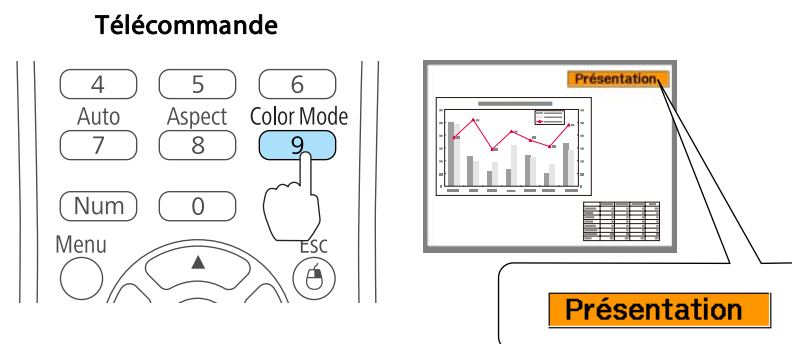 Télécommande
4 5 6
Auto Aspect Color Mode
7 8 9
Num 0
Menu Esc
Présentation
Présentation